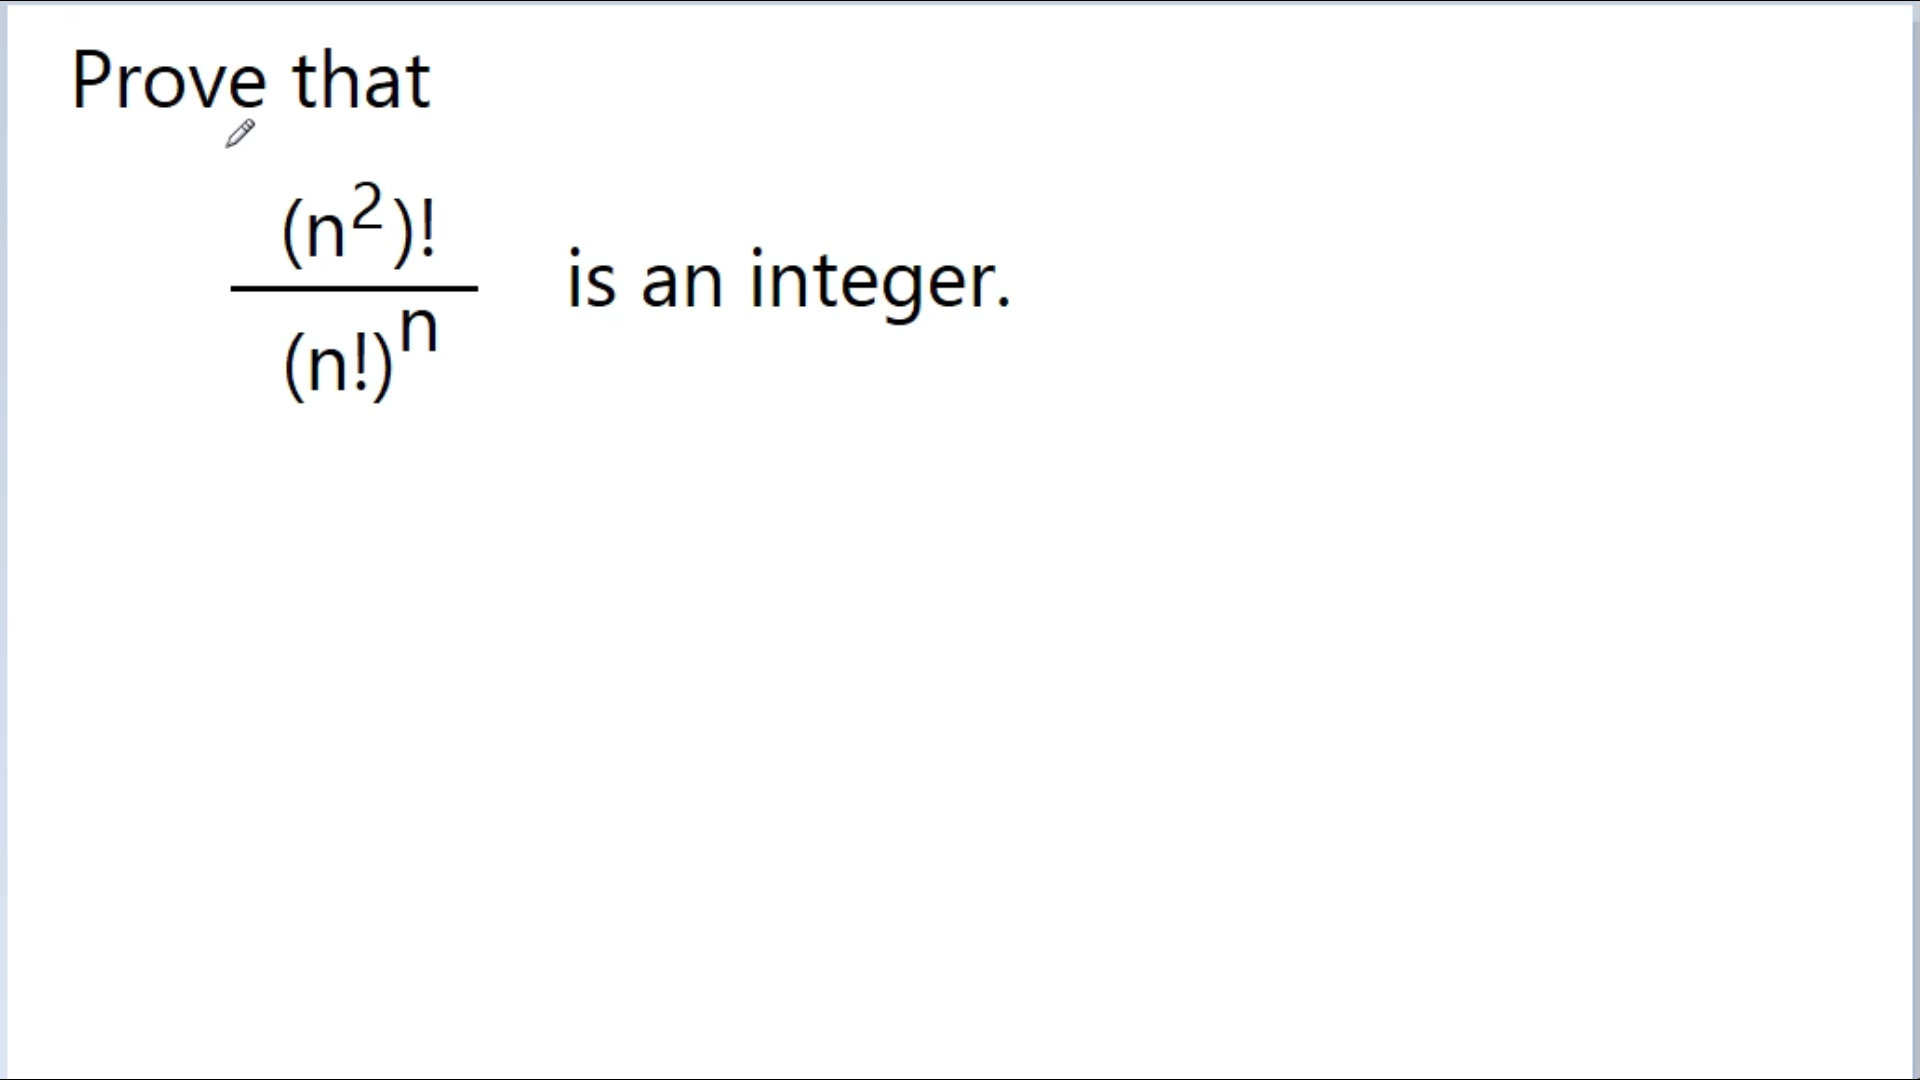 Prove that
(n²)!
(n!)ⁿ
is an integer.